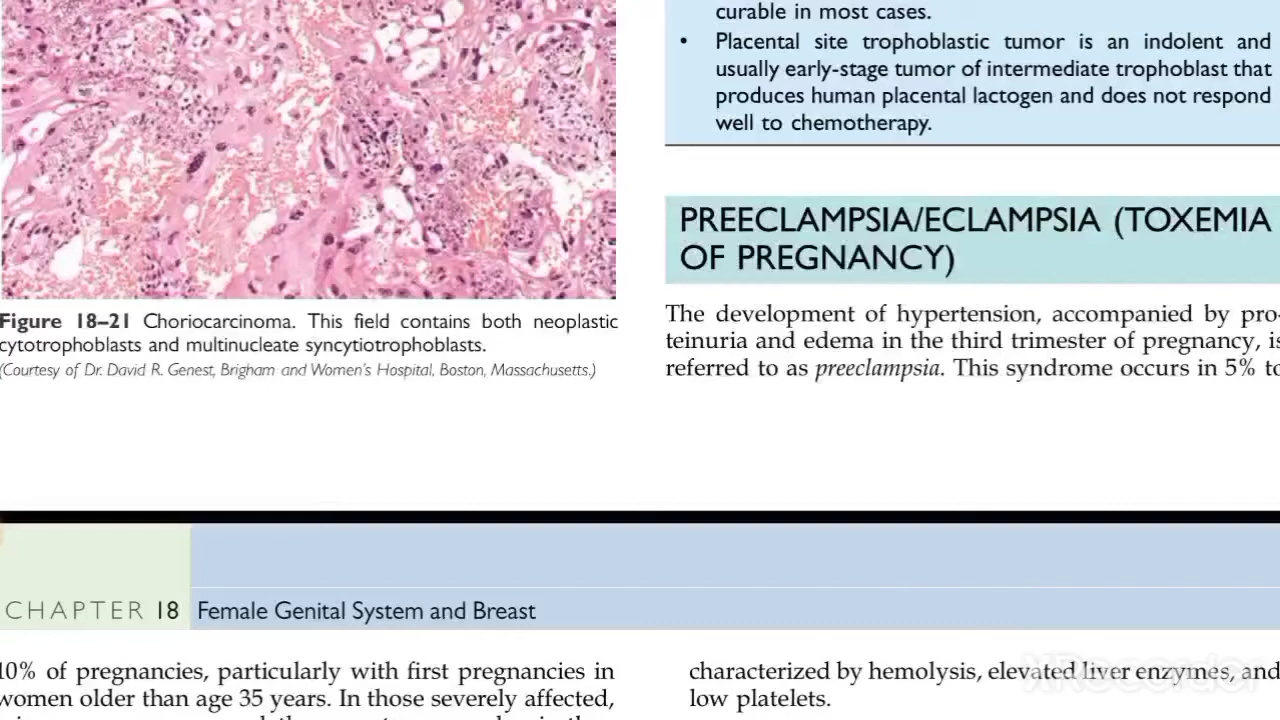 Figure 18–21 Choriocarcinoma. This field contains both neoplastic
cytotrophoblasts and multinucleate syncytiotrophoblasts.
(Courtesy of Dr. David R. Genest, Brigham and Women's Hospital, Boston, Massachusetts.)
curable in most cases.
• Placental site trophoblastic tumor is an indolent and
usually early-stage tumor of intermediate trophoblast that
produces human placental lactogen and does not respond
well to chemotherapy.
PREECLAMPSIA/ECLAMPSIA (TOXEMIA
OF PREGNANCY)
The development of hypertension, accompanied by pro-
teinuria and edema in the third trimester of pregnancy, is
referred to as preeclampsia. This syndrome occurs in 5% to
CHAPTER 18 Female Genital System and Breast
10% of pregnancies, particularly with first pregnancies in
women older than age 35 years. In those severely affected,
characterized by hemolysis, elevated liver enzymes, and
low platelets.
XRecorder